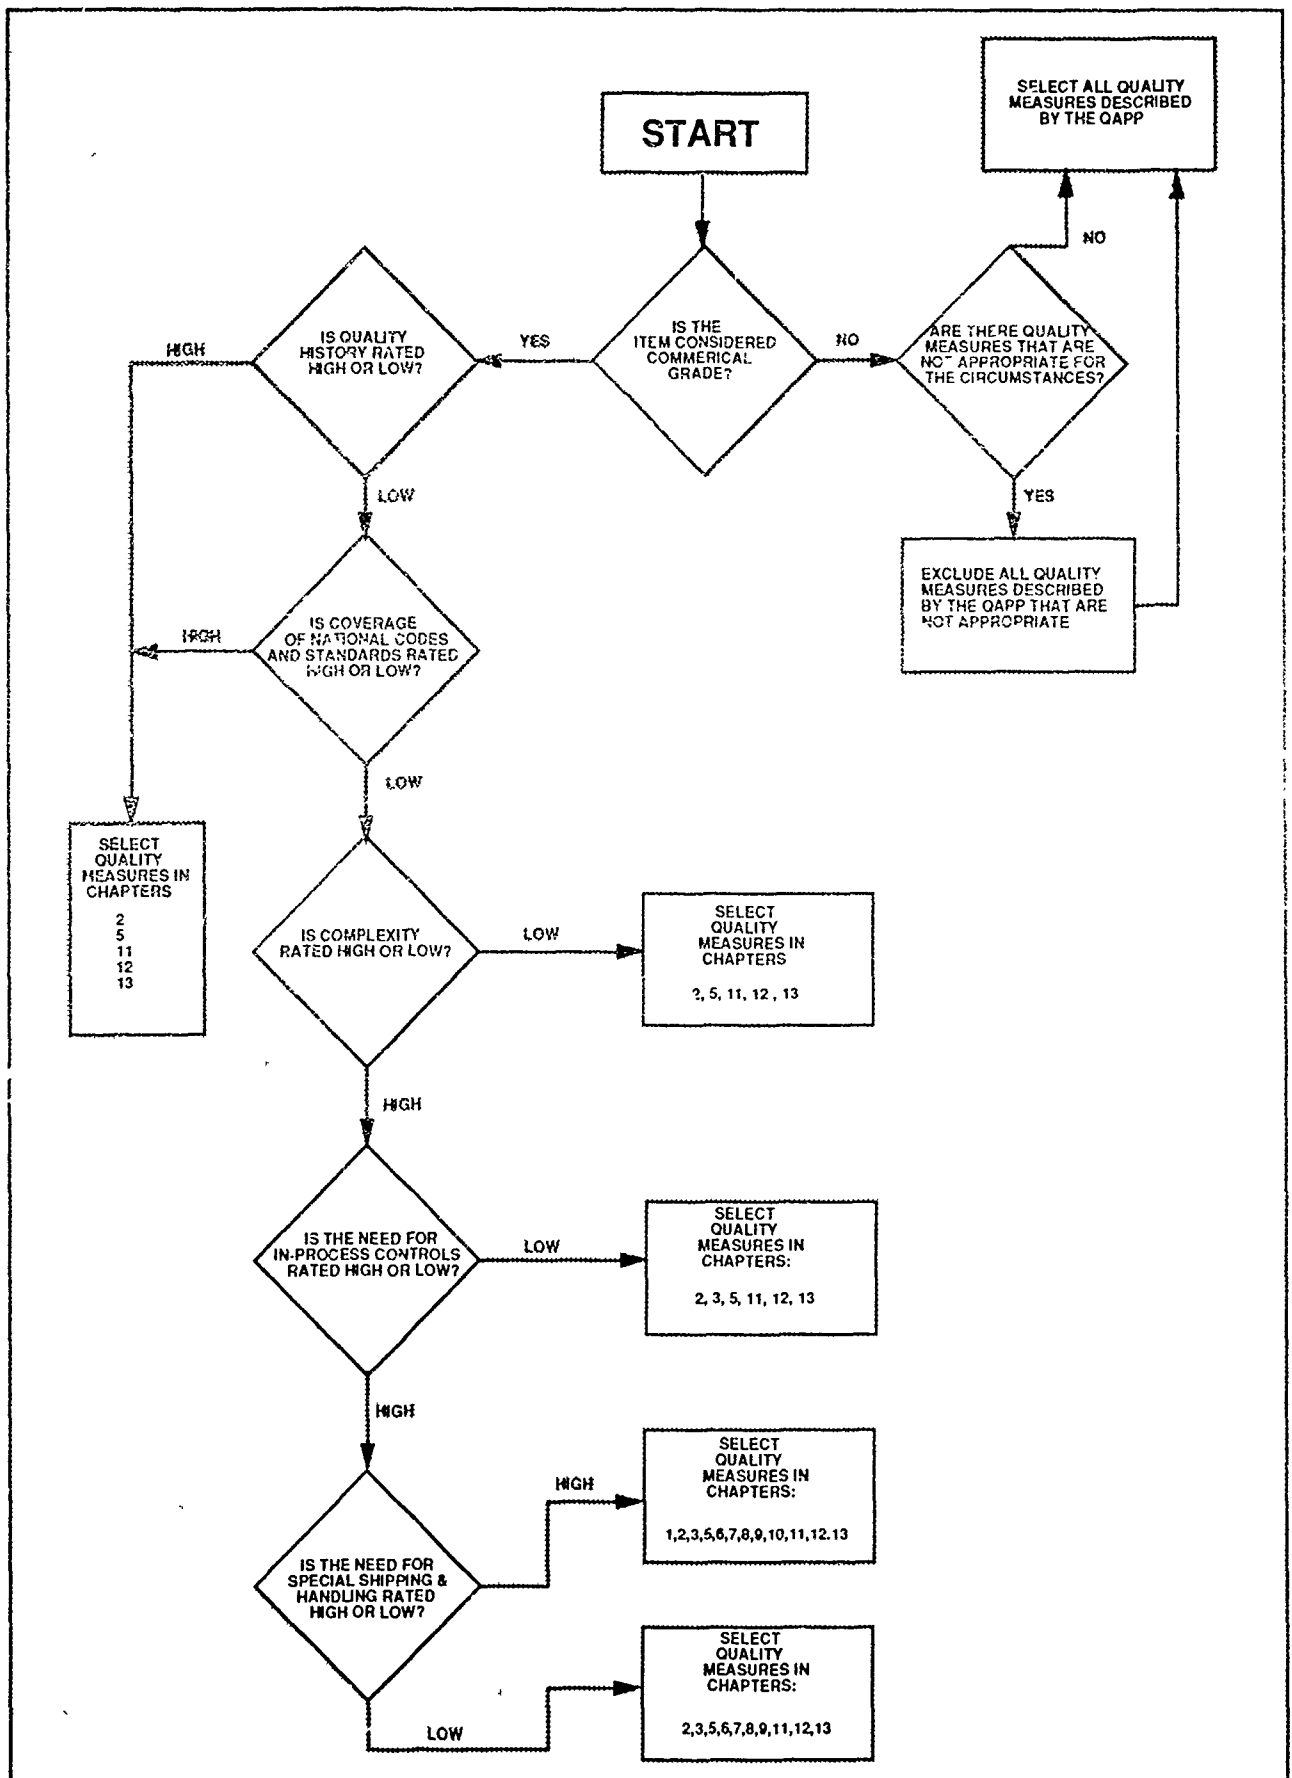 START
SELECT ALL QUALITY
MEASURES DESCRIBED
BY THE QAPP
NO
ARE THERE QUALITY
MEASURES THAT ARE
NOT APPROPRIATE FOR
THE CIRCUMSTANCES?
NO
IS THE
ITEM CONSIDERED
COMMERICAL
GRADE?
YES
IS QUALITY
HISTORY RATED
HIGH OR LOW?
HIGH
LOW
YES
EXCLUDE ALL QUALITY
MEASURES DESCRIBED
BY THE QAPP THAT ARE
NOT APPROPRIATE
IS COVERAGE
OF NATIONAL CODES
AND STANDARDS RATED
HIGH OR LOW?
HIGH
LOW
SELECT
QUALITY
MEASURES IN
CHAPTERS
2
5
11
12
13
IS COMPLEXITY
RATED HIGH OR LOW?
LOW
SELECT
QUALITY
MEASURES IN
CHAPTERS
2, 5, 11, 12 , 13
HIGH
IS THE NEED FOR
IN-PROCESS CONTROLS
RATED HIGH OR LOW?
LOW
SELECT
QUALITY
MEASURES IN
CHAPTERS:
2, 3, 5, 11, 12, 13
HIGH
IS THE NEED FOR
SPECIAL SHIPPING &
HANDLING RATED
HIGH OR LOW?
HIGH
SELECT
QUALITY
MEASURES IN
CHAPTERS:
1,2,3,5,6,7,8,9,10,11,12.13
LOW
SELECT
QUALITY
MEASURES IN
CHAPTERS:
2,3,5,6,7,8,9,11,12,13